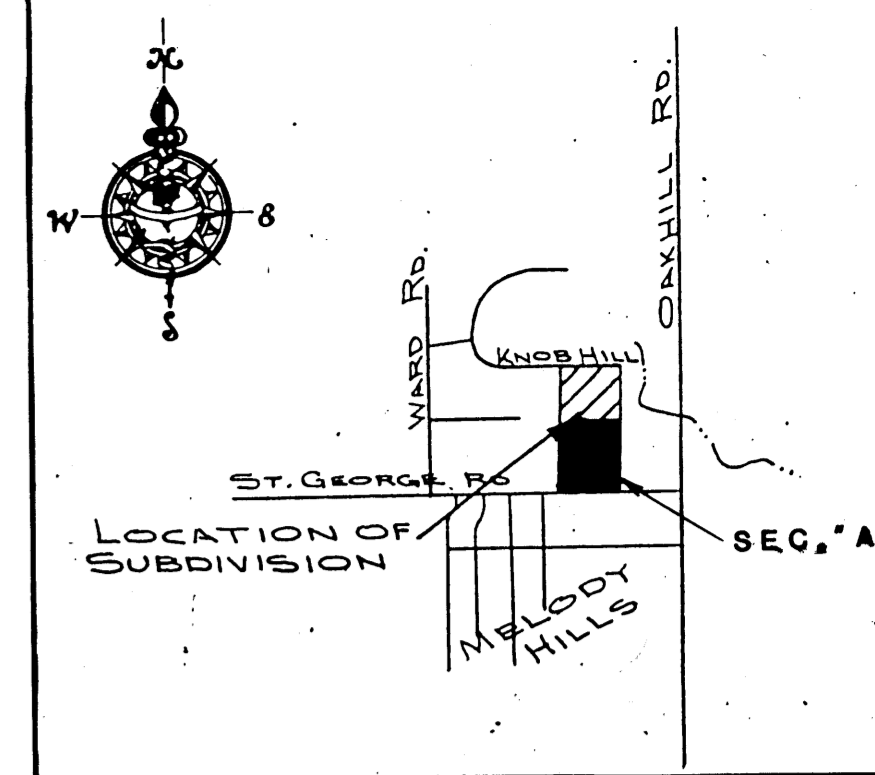 N
W E
S
OAKHILL RD.
WARD RD.
KNOB HILL
ST. GEORGE RD
LOCATION OF
SUBDIVISION
SEC. "A
MELODY
HILLS